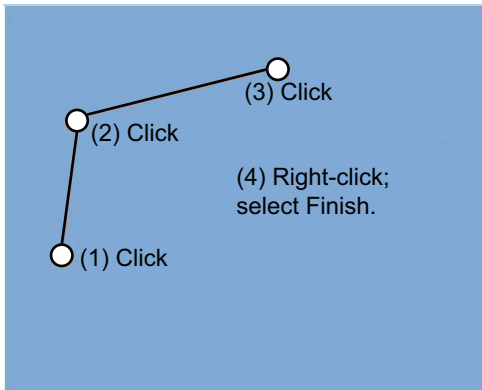 (3) Click
(2) Click
(4) Right-click;
select Finish.
(1) Click